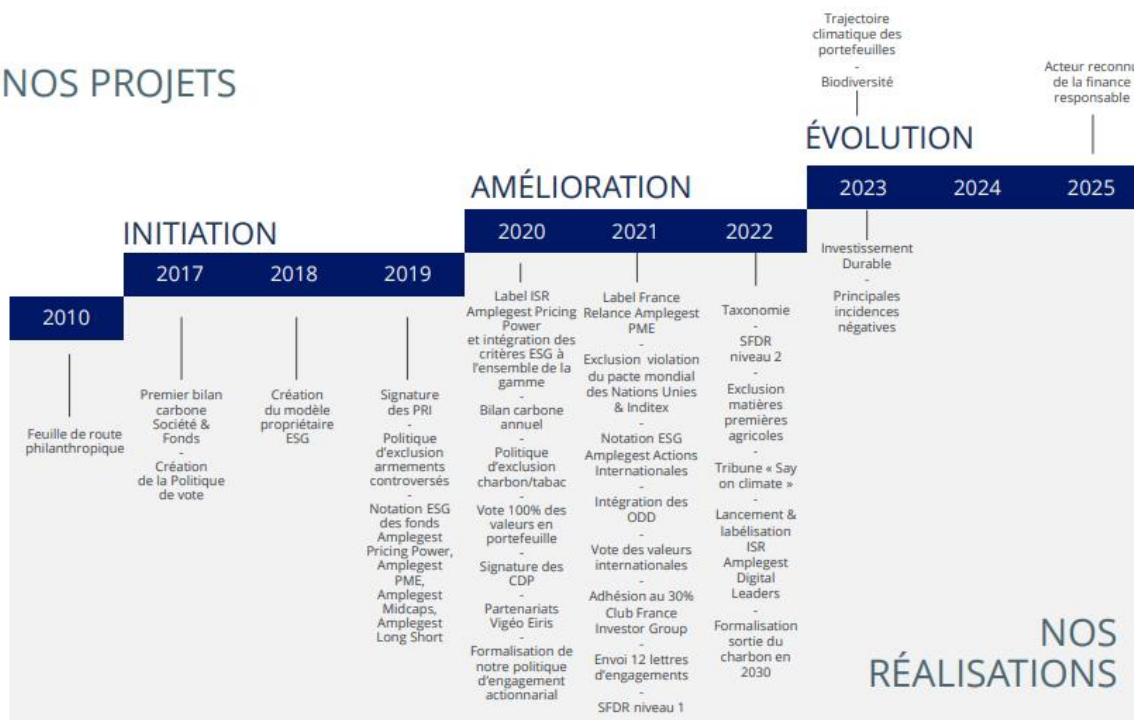 NOS PROJETS
Trajectoire
climatique des
portefeuilles
-
Biodiversité
Acteur reconnu
de la finance
responsable
ÉVOLUTION
2023
2024
2025
AMÉLIORATION
2020
2021
2022
INITIATION
2017
2018
2019
2010
Feuille de route
philanthropique
Premier bilan
carbone
Société &
Fonds
-
Création
de la Politique
de vote
Création
du modèle
propriétaire
ESG
Signature
des PRI
-
Politique
d'exclusion
armements
controversés
-
Notation ESG
des fonds
Amplegest
Pricing Power,
Amplegest
PME,
Amplegest
Midcaps,
Amplegest
Long Short
Label ISR
Amplegest Pricing
Power
et intégration des
critères ESG à
l'ensemble de la
gamme
-
Bilan carbone
annuel
-
Politique
d'exclusion
charbon/tabac
-
Vote 100% des
valeurs en
portefeuille
-
Signature des
CDP
-
Partenariats
Vigéo Eiris
-
Formalisation de
notre politique
d'engagement
actionnarial
Label France
Relance Amplegest
PME
-
Exclusion violation
du pacte mondial
des Nations Unies
& Inditex
-
Notation ESG
Amplegest Actions
Internationales
-
Intégration des
ODD
-
Vote des valeurs
internationales
-
Adhésion au 30%
Club France
Investor Group
-
Envoi 12 lettres
d'engagements
-
SFDR niveau 1
Taxonomie
-
SFDR
niveau 2
-
Exclusion
matières
premières
agricoles
-
Tribune « Say
on climate »
-
Lancement &
labélisation
ISR
Amplegest
Digital
Leaders
-
Formalisation
sortie du
charbon en
2030
Investissement
Durable
-
Principales
incidences
négatives
NOS
RÉALISATIONS